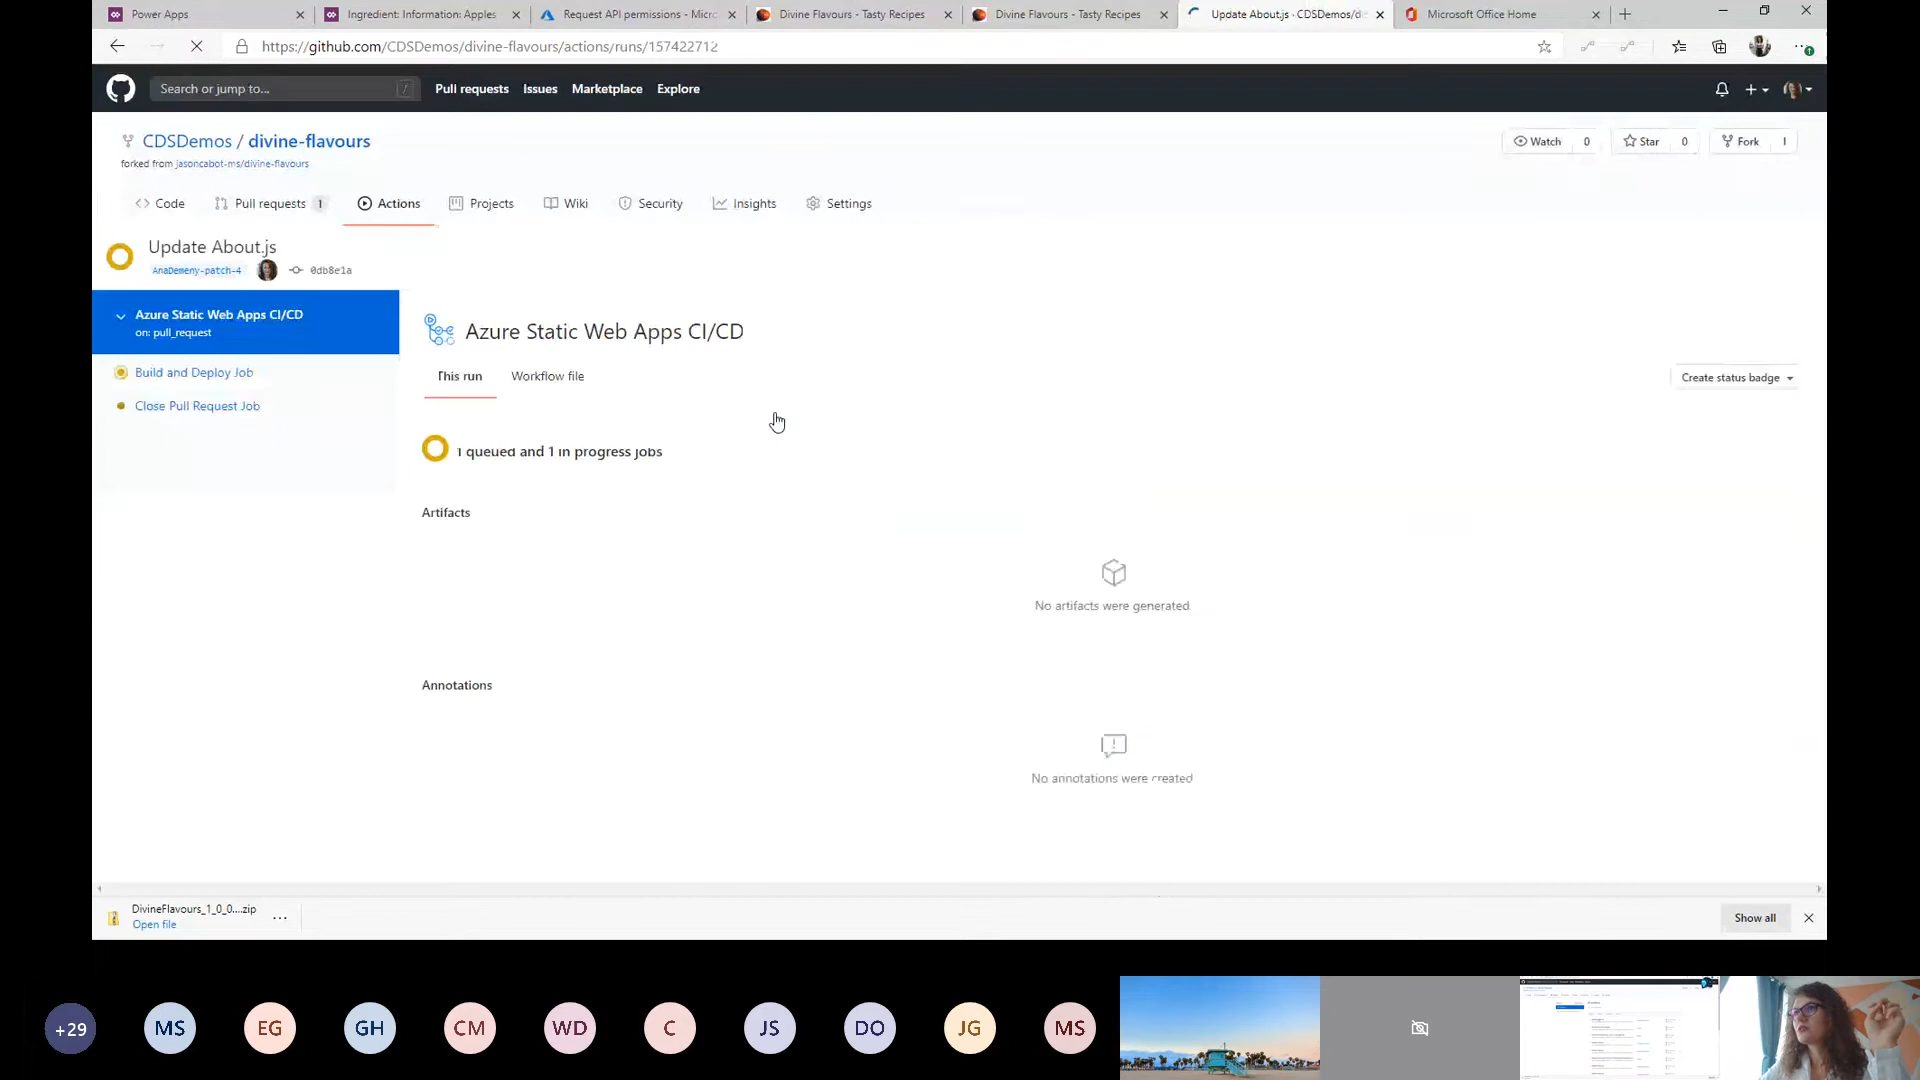 Power Apps
Ingredient: Information: Apples
Request API permissions - Micr
Divine Flavours - Tasty Recipes
Divine Flavours - Tasty Recipes
Update About.js · CDSDemos/di
Microsoft Office Home
https://github.com/CDSDemos/divine-flavours/actions/runs/157422712
Search or jump to...
/
Pull requests
Issues
Marketplace
Explore
CDSDemos / divine-flavours
Watch 0
Star 0
Fork 1
forked from jasoncabot-ms/divine-flavours
Code
Pull requests 1
Actions
Projects
Wiki
Security
Insights
Settings
Update About.js
AnaDemeny-patch-4
0db8e1a
Azure Static Web Apps CI/CD
on: pull_request
Build and Deploy Job
Close Pull Request Job
Azure Static Web Apps CI/CD
This run
Workflow file
Create status badge
1 queued and 1 in progress jobs
Artifacts
No artifacts were generated
Annotations
No annotations were created
DivineFlavours_1_0_0....zip
Open file
Show all
+29
MS
EG
GH
CM
WD
C
JS
DO
JG
MS